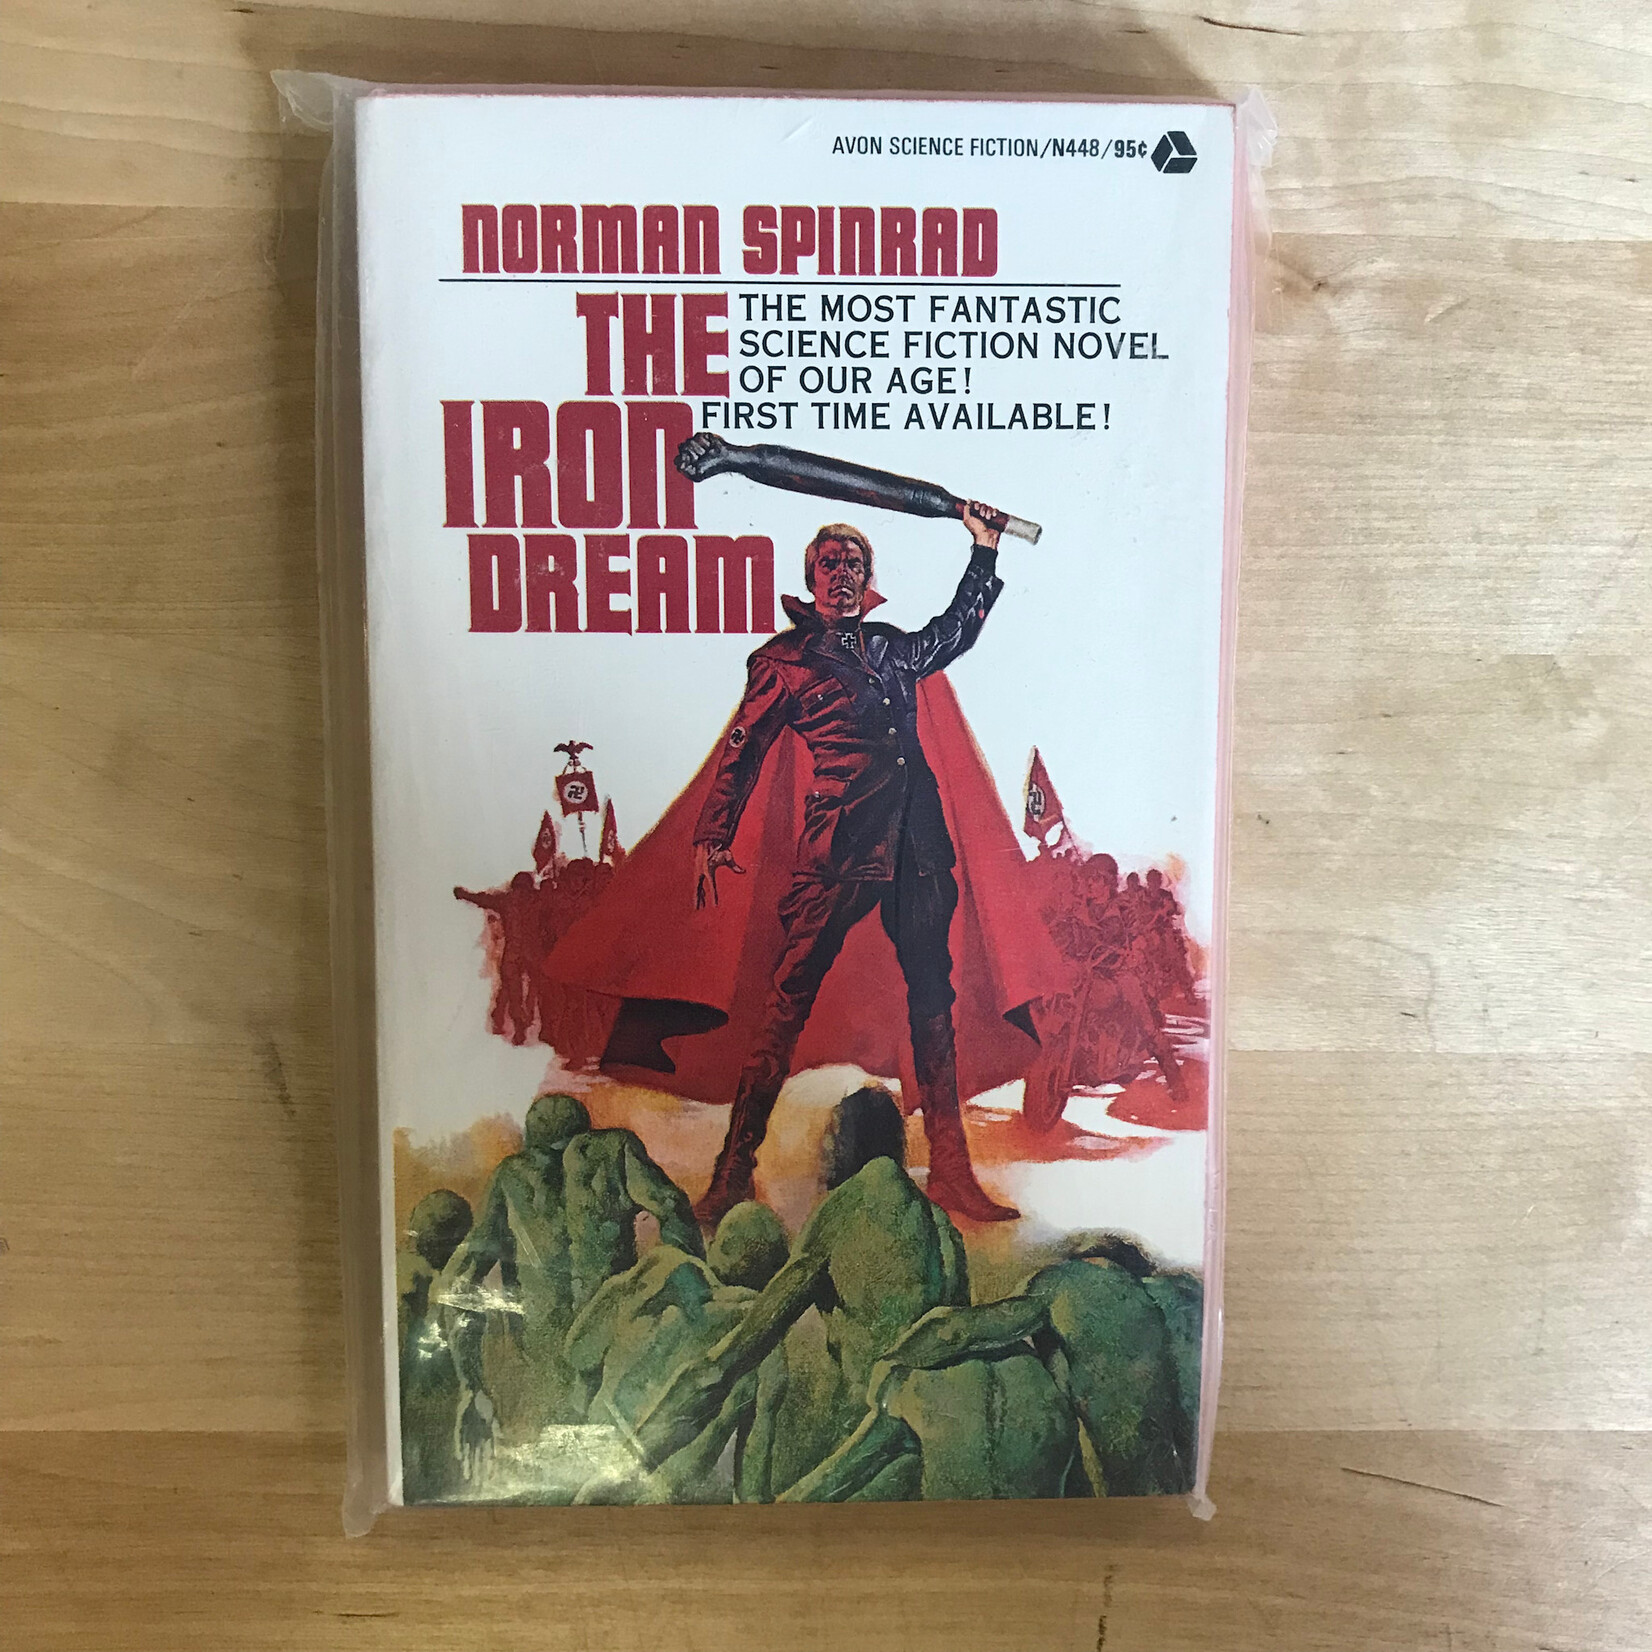 AVON SCIENCE FICTION/N448/95¢
NORMAN SPINRAD
THE
IRON
DREAM
THE MOST FANTASTIC
SCIENCE FICTION NOVEL
OF OUR AGE!
FIRST TIME AVAILABLE!